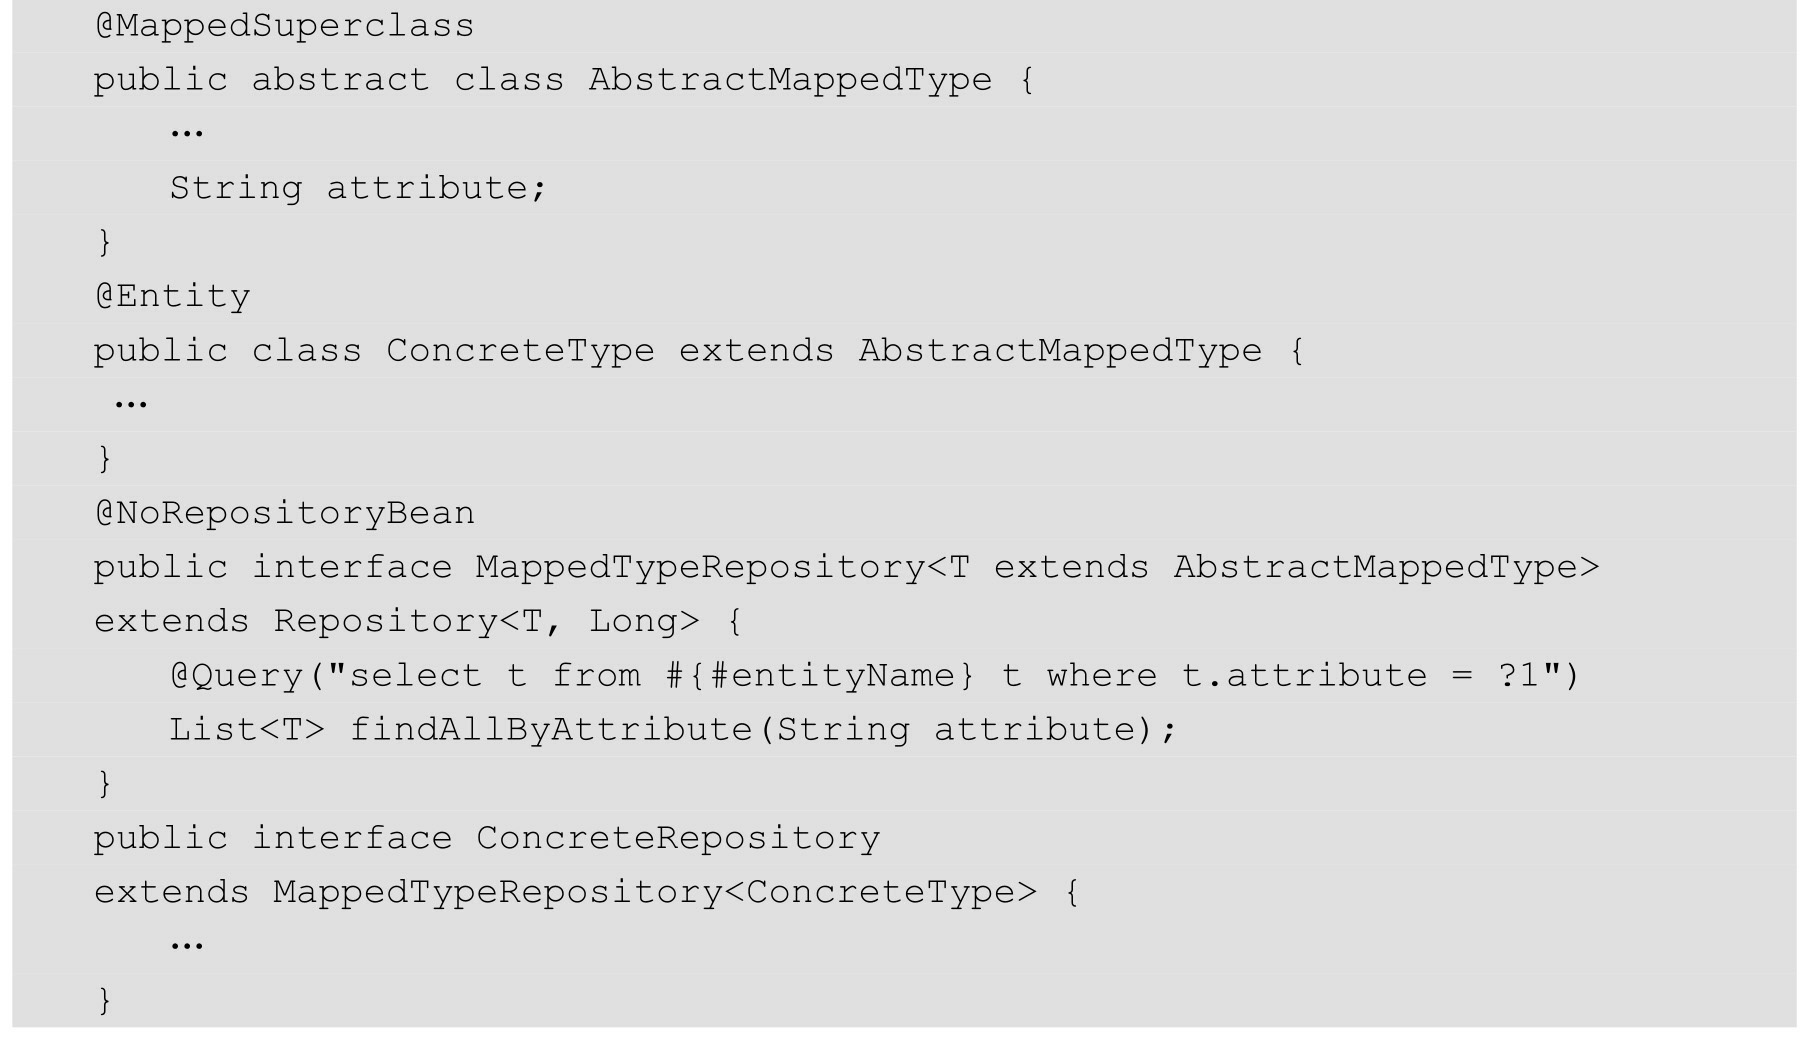 @MappedSuperclass
public abstract class AbstractMappedType {
…
String attribute;
}
@Entity
public class ConcreteType extends AbstractMappedType {
…
}
@NoRepositoryBean
public interface MappedTypeRepository<T extends AbstractMappedType>
extends Repository<T, Long> {
@Query("select t from #{#entityName} t where t.attribute = ?1")
List<T> findAllByAttribute(String attribute);
}
public interface ConcreteRepository
extends MappedTypeRepository<ConcreteType> {
…
}